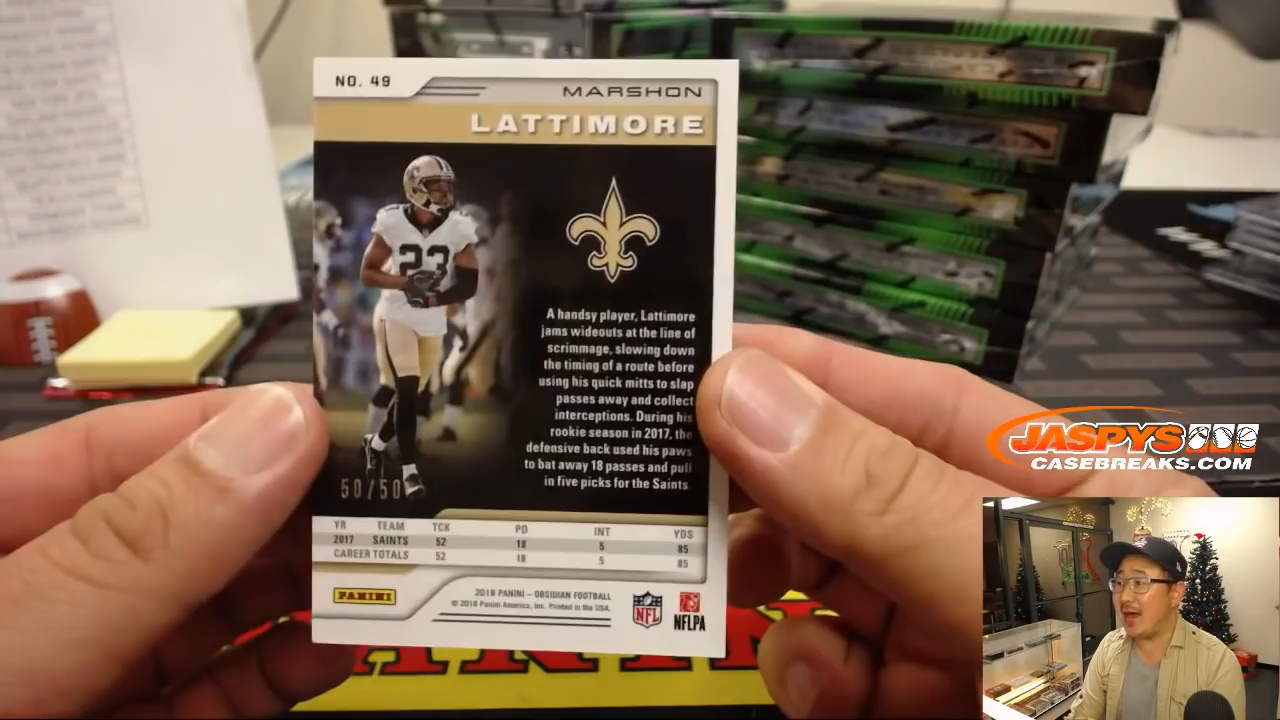 NO. 49
MARSHON
LATTIMORE
23
A handsy player, Lattimore
jams wideouts at the line of
scrimmage, slowing down
the timing of a route before
using his quick mitts to slap
passes away and collect
interceptions. During his
rookie season in 2017, the
defensive back used his paws
to bat away 18 passes and pull
in five picks for the Saints
50/50
YR TEAM TCK PD INT YDS
2017 SAINTS 52 18 5 85
CAREER TOTALS 52 18 5 85
PANINI
2018 PANINI – OBSIDIAN FOOTBALL
© 2018 Panini America, Inc. Printed in the USA.
NFL
NFLPA
JASPYS
CASEBREAKS.COM